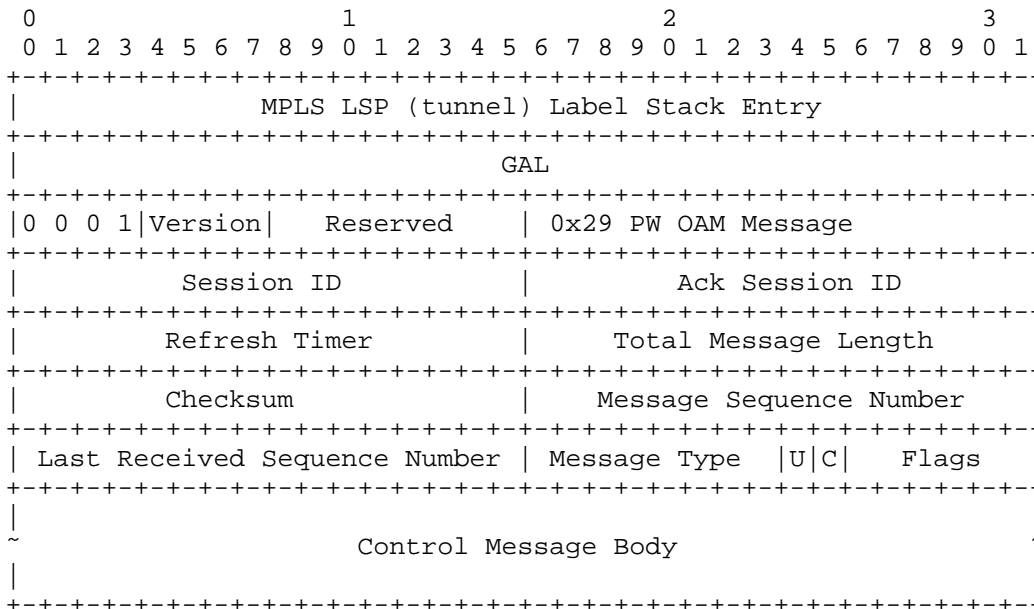 0                   1                   2                   3
0 1 2 3 4 5 6 7 8 9 0 1 2 3 4 5 6 7 8 9 0 1 2 3 4 5 6 7 8 9 0 1
+-+-+-+-+-+-+-+-+-+-+-+-+-+-+-+-+-+-+-+-+-+-+-+-+-+-+-+-+-+-+-+-
| MPLS LSP (tunnel) Label Stack Entry
+-+-+-+-+-+-+-+-+-+-+-+-+-+-+-+-+-+-+-+-+-+-+-+-+-+-+-+-+-+-+-+-
| GAL
+-+-+-+-+-+-+-+-+-+-+-+-+-+-+-+-+-+-+-+-+-+-+-+-+-+-+-+-+-+-+-+-
|0 0 0 1|Version| Reserved | 0x29 PW OAM Message
+-+-+-+-+-+-+-+-+-+-+-+-+-+-+-+-+-+-+-+-+-+-+-+-+-+-+-+-+-+-+-+-
| Session ID | Ack Session ID
+-+-+-+-+-+-+-+-+-+-+-+-+-+-+-+-+-+-+-+-+-+-+-+-+-+-+-+-+-+-+-+-
| Refresh Timer | Total Message Length
+-+-+-+-+-+-+-+-+-+-+-+-+-+-+-+-+-+-+-+-+-+-+-+-+-+-+-+-+-+-+-+-
| Checksum | Message Sequence Number
+-+-+-+-+-+-+-+-+-+-+-+-+-+-+-+-+-+-+-+-+-+-+-+-+-+-+-+-+-+-+-+-
| Last Received Sequence Number | Message Type |U|C| Flags
+-+-+-+-+-+-+-+-+-+-+-+-+-+-+-+-+-+-+-+-+-+-+-+-+-+-+-+-+-+-+-+-
|
~ Control Message Body ~
|
+-+-+-+-+-+-+-+-+-+-+-+-+-+-+-+-+-+-+-+-+-+-+-+-+-+-+-+-+-+-+-+-